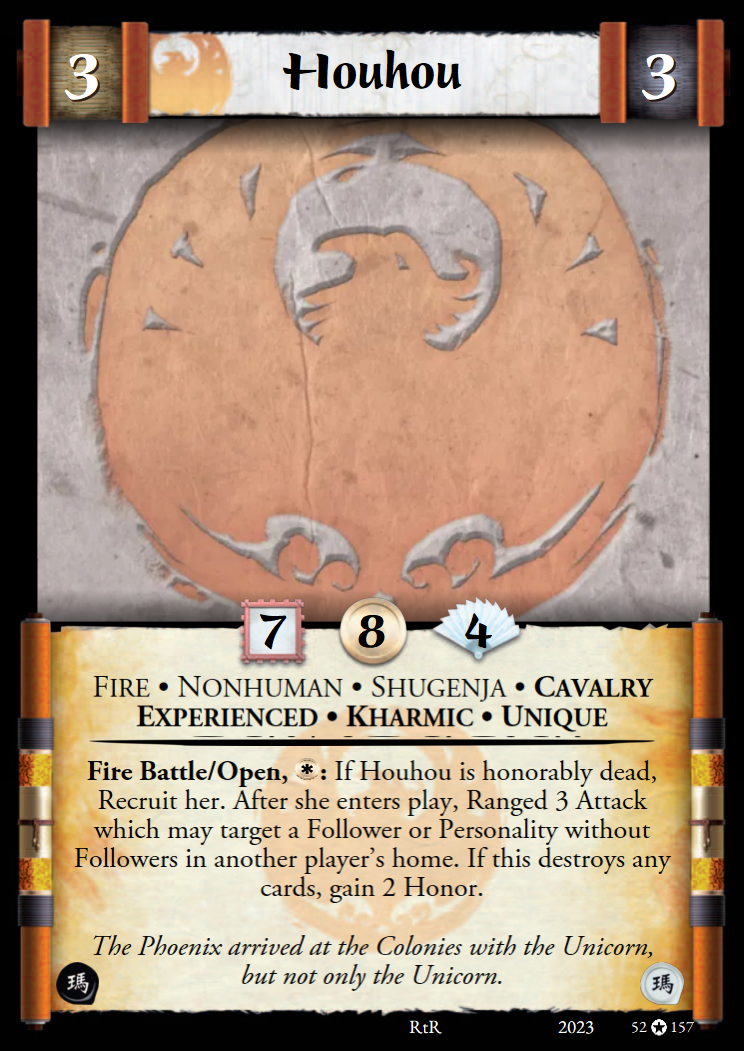 3 Houhou 3
7 8 4
FIRE • NONHUMAN • SHUGENJA • CAVALRY
EXPERIENCED • KHARMIC • UNIQUE
Fire Battle/Open, *: If Houhou is honorably dead,
Recruit her. After she enters play, Ranged 3 Attack
which may target a Follower or Personality without
Followers in another player's home. If this destroys any
cards, gain 2 Honor.
The Phoenix arrived at the Colonies with the Unicorn,
but not only the Unicorn.
瑪 瑪
RtR 2023 52 ✪ 157